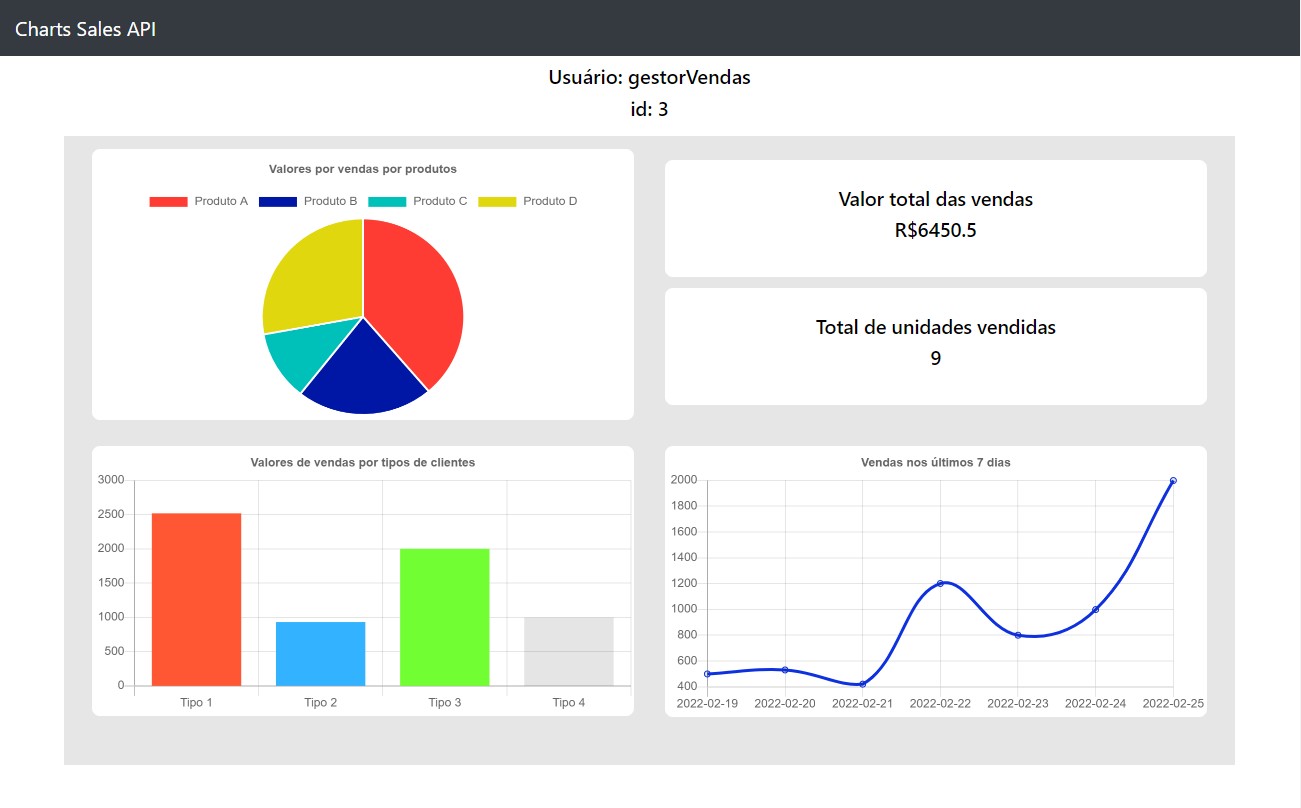 Charts Sales API
Usuário: gestorVendas
id: 3
Valores por vendas por produtos
Produto A Produto B Produto C Produto D
Valor total das vendas
R$6450.5
Total de unidades vendidas
9
Valores de vendas por tipos de clientes
3000
2500
2000
1500
1000
500
0
Tipo 1 Tipo 2 Tipo 3 Tipo 4
Vendas nos últimos 7 dias
2000
1800
1600
1400
1200
1000
800
600
400
2022-02-19 2022-02-20 2022-02-21 2022-02-22 2022-02-23 2022-02-24 2022-02-25